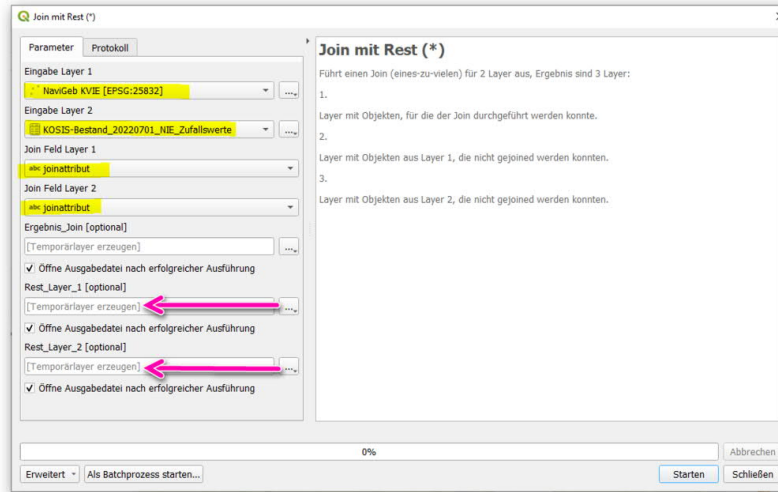 Join mit Rest (*)
Parameter
Protokoll
Eingabe Layer 1
NaviGeb KVIE [EPSG:25832]
...
Eingabe Layer 2
KOSIS-Bestand_20220701_NIE_Zufallswerte
...
Join Feld Layer 1
abc joinattribut
Join Feld Layer 2
abc joinattribut
Ergebnis_Join [optional]
[Temporärlayer erzeugen]
...
Öffne Ausgabedatei nach erfolgreicher Ausführung
Rest_Layer_1 [optional]
[Temporärlayer erzeugen]
...
Öffne Ausgabedatei nach erfolgreicher Ausführung
Rest_Layer_2 [optional]
[Temporärlayer erzeugen]
...
Öffne Ausgabedatei nach erfolgreicher Ausführung
Join mit Rest (*)
Führt einen Join (eines-zu-vielen) für 2 Layer aus, Ergebnis sind 3 Layer:
1.
Layer mit Objekten, für die der Join durchgeführt werden konnte.
2.
Layer mit Objekten aus Layer 1, die nicht gejoined werden konnten.
3.
Layer mit Objekten aus Layer 2, die nicht gejoined werden konnten.
0%
Abbrechen
Erweitert
Als Batchprozess starten...
Starten
Schließen